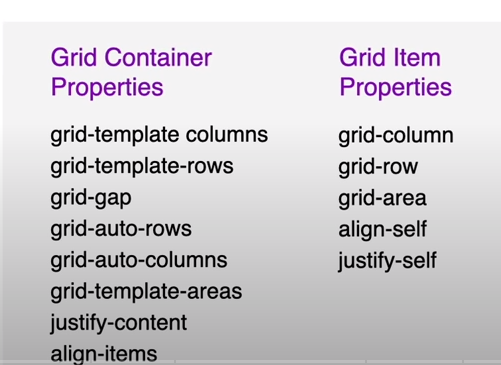 Grid Container
Properties
grid-template columns
grid-template-rows
grid-gap
grid-auto-rows
grid-auto-columns
grid-template-areas
justify-content
align-items
Grid Item
Properties
grid-column
grid-row
grid-area
align-self
justify-self